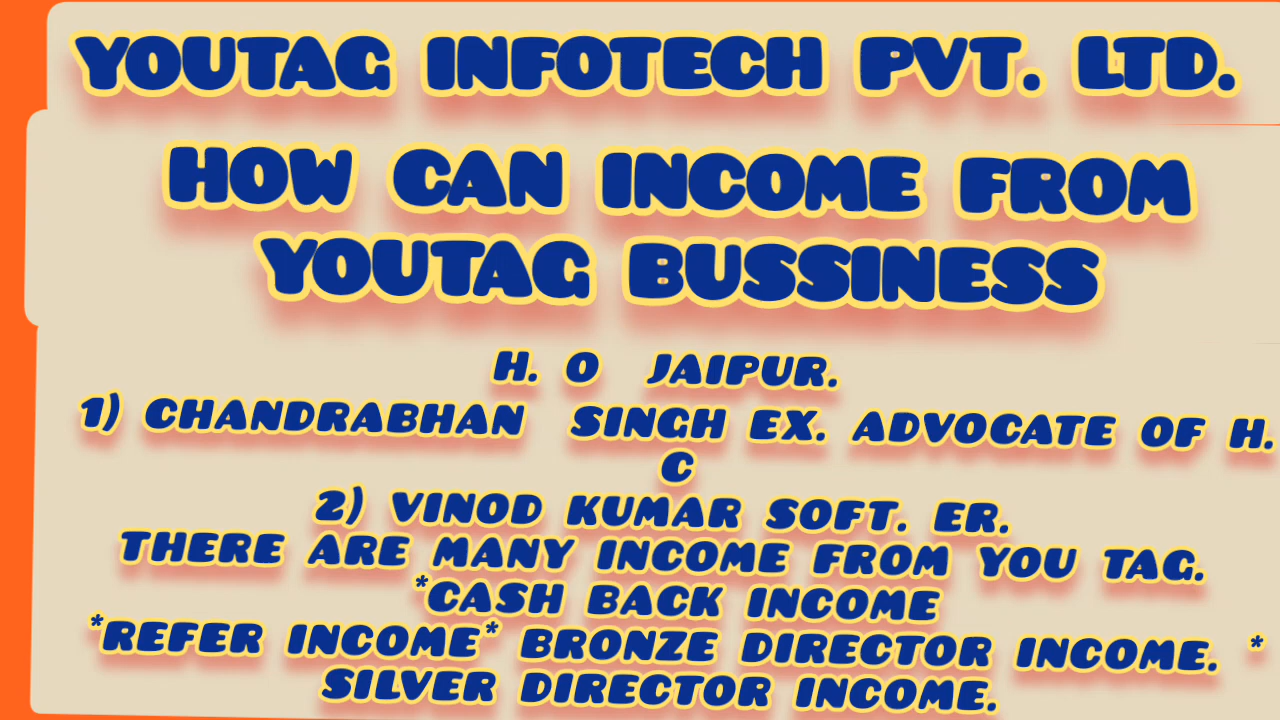 YOUTAG INFOTECH PVT. LTD.
HOW CAN INCOME FROM
YOUTAG BUSSINESS
H. O JAIPUR.
1) CHANDRABHAN SINGH EX. ADVOCATE OF H.
C
2) VINOD KUMAR SOFT. ER.
THERE ARE MANY INCOME FROM YOU TAG.
*CASH BACK INCOME
*REFER INCOME* BRONZE DIRECTOR INCOME. *
SILVER DIRECTOR INCOME.